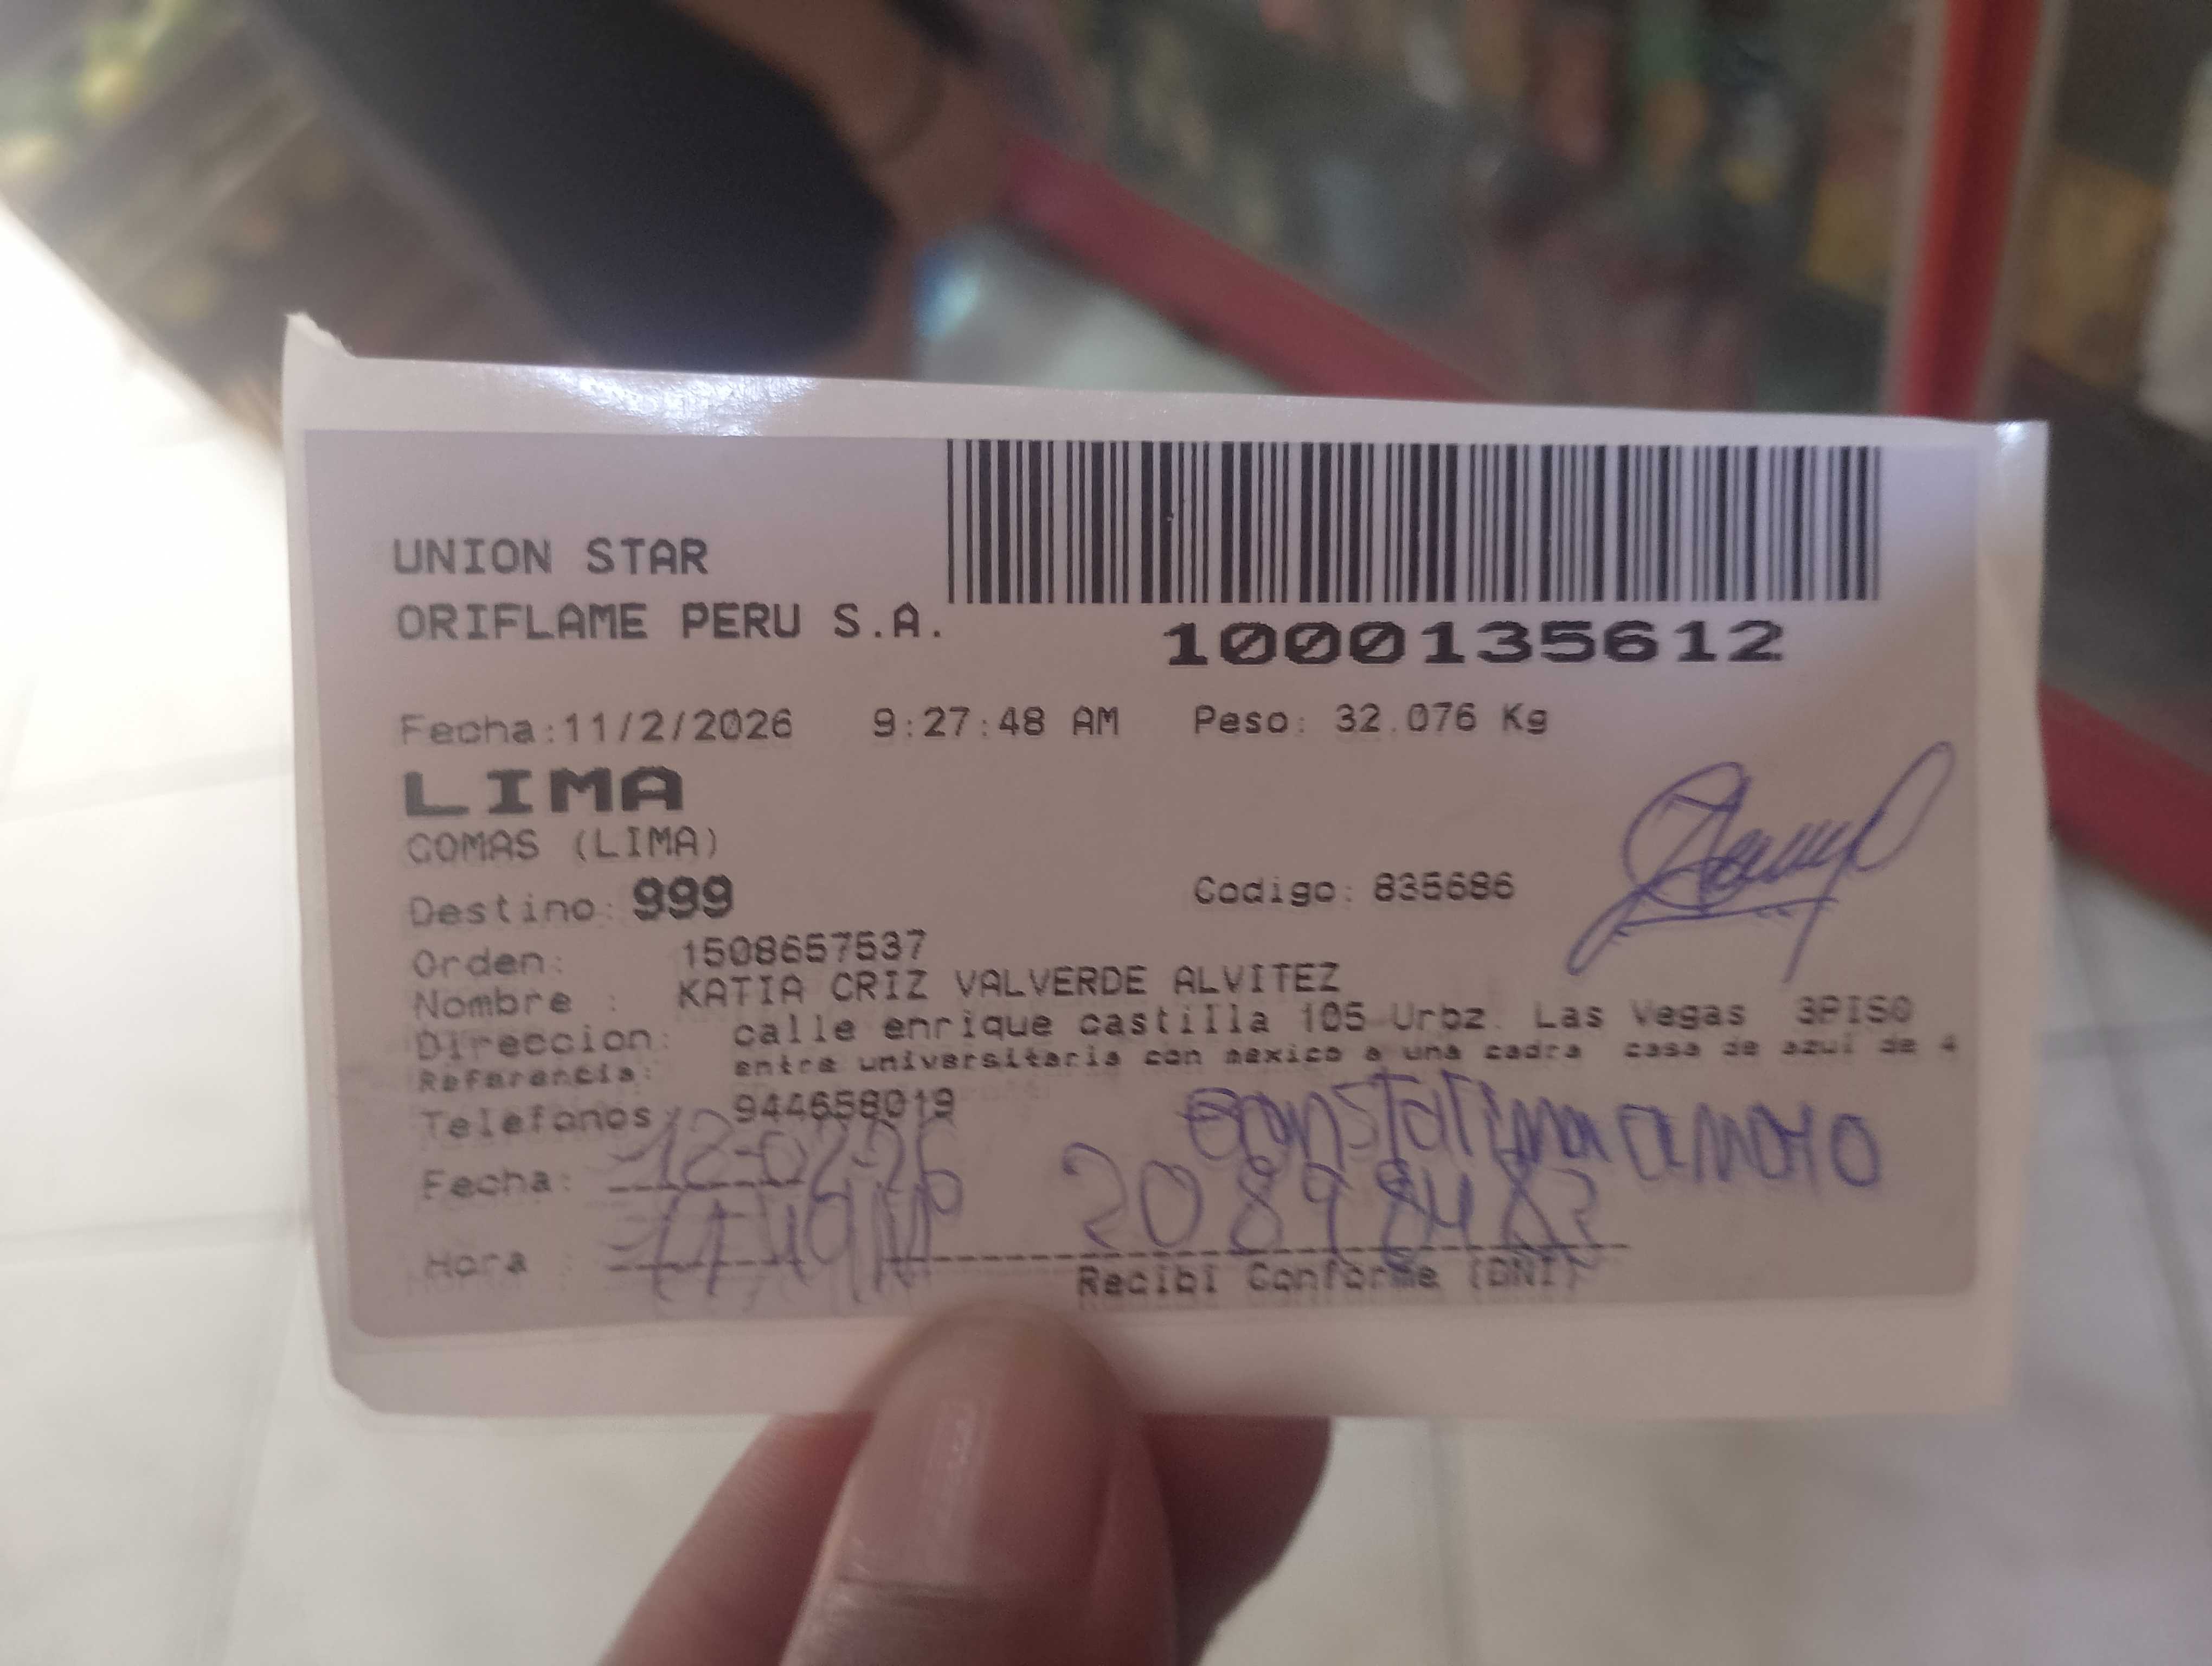 UNION STAR
ORIFLAME PERU S.A.
1000135612
Fecha:11/2/2026 9:27:48 AM Peso: 32.076 Kg
LIMA
COMAS (LIMA)
Destino: 999 Codigo: 835686
Orden: 1508657537
Nombre : KATIA CRIZ VALVERDE ALVITEZ
Direccion: calle enrique castilla 105 Urbz. Las Vegas 3PISO
Referencia: entre universitaria con mexico a una cadra casa de azul de 4
Telefonos: 944658019
amoro
Fecha: 12-02-26
Hora :
Recibi Conforme (DNI)